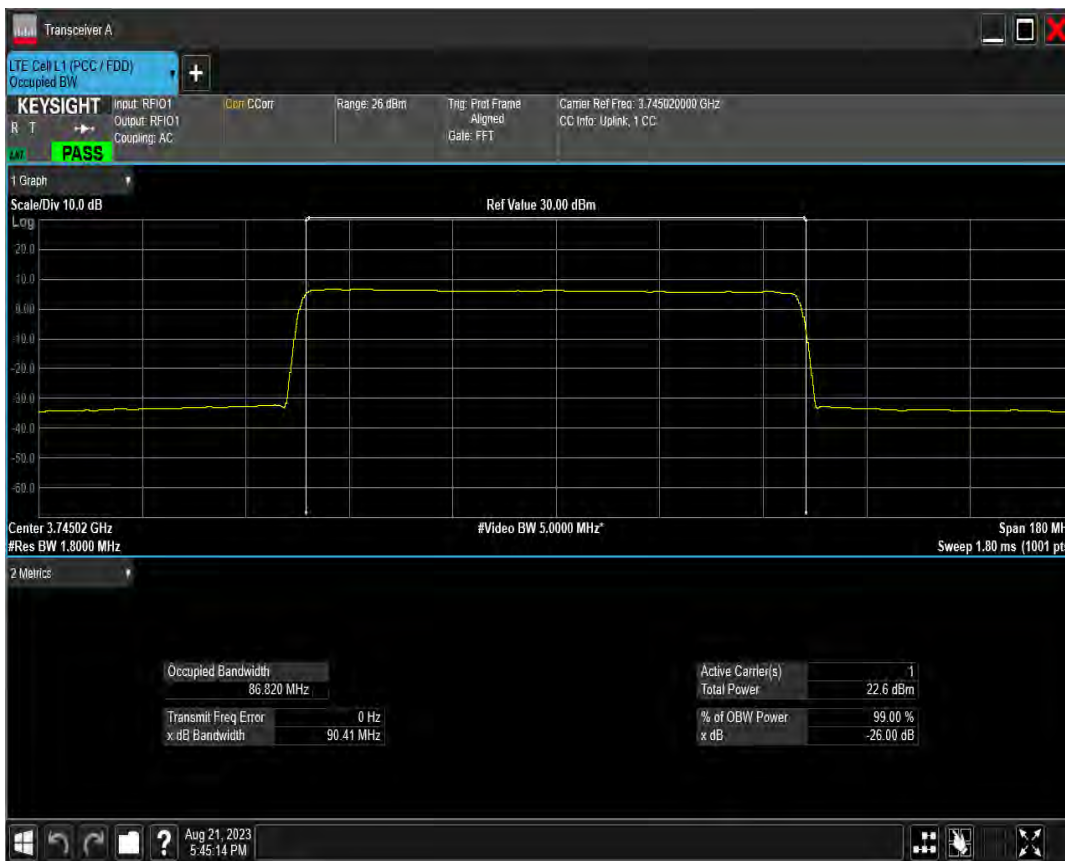 Transceiver A
LTE Cell L1 (PCC / FDD)
Occupied BW
+
KEYSIGHT
R T
PASS
Input: RFIO1
Output: RFIO1
Coupling: AC
Corr CCorr
Range: 26 dBm
Trig: Prot Frame
Aligned
Gate: FFT
Carrier Ref Freq: 3.745020000 GHz
CC Info: Uplink, 1 CC
1 Graph
Scale/Div 10.0 dB
Ref Value 30.00 dBm
Log
20.0
10.0
0.00
-10.0
-20.0
-30.0
-40.0
-50.0
-60.0
Center 3.74502 GHz
#Video BW 5.0000 MHz*
Span 180 MH
#Res BW 1.8000 MHz
Sweep 1.80 ms (1001 pts
2 Metrics
Occupied Bandwidth
86.820 MHz
Transmit Freq Error 0 Hz
x dB Bandwidth 90.41 MHz
Active Carrier(s) 1
Total Power 22.6 dBm
% of OBW Power 99.00 %
x dB -26.00 dB
?
Aug 21, 2023
5:45:14 PM